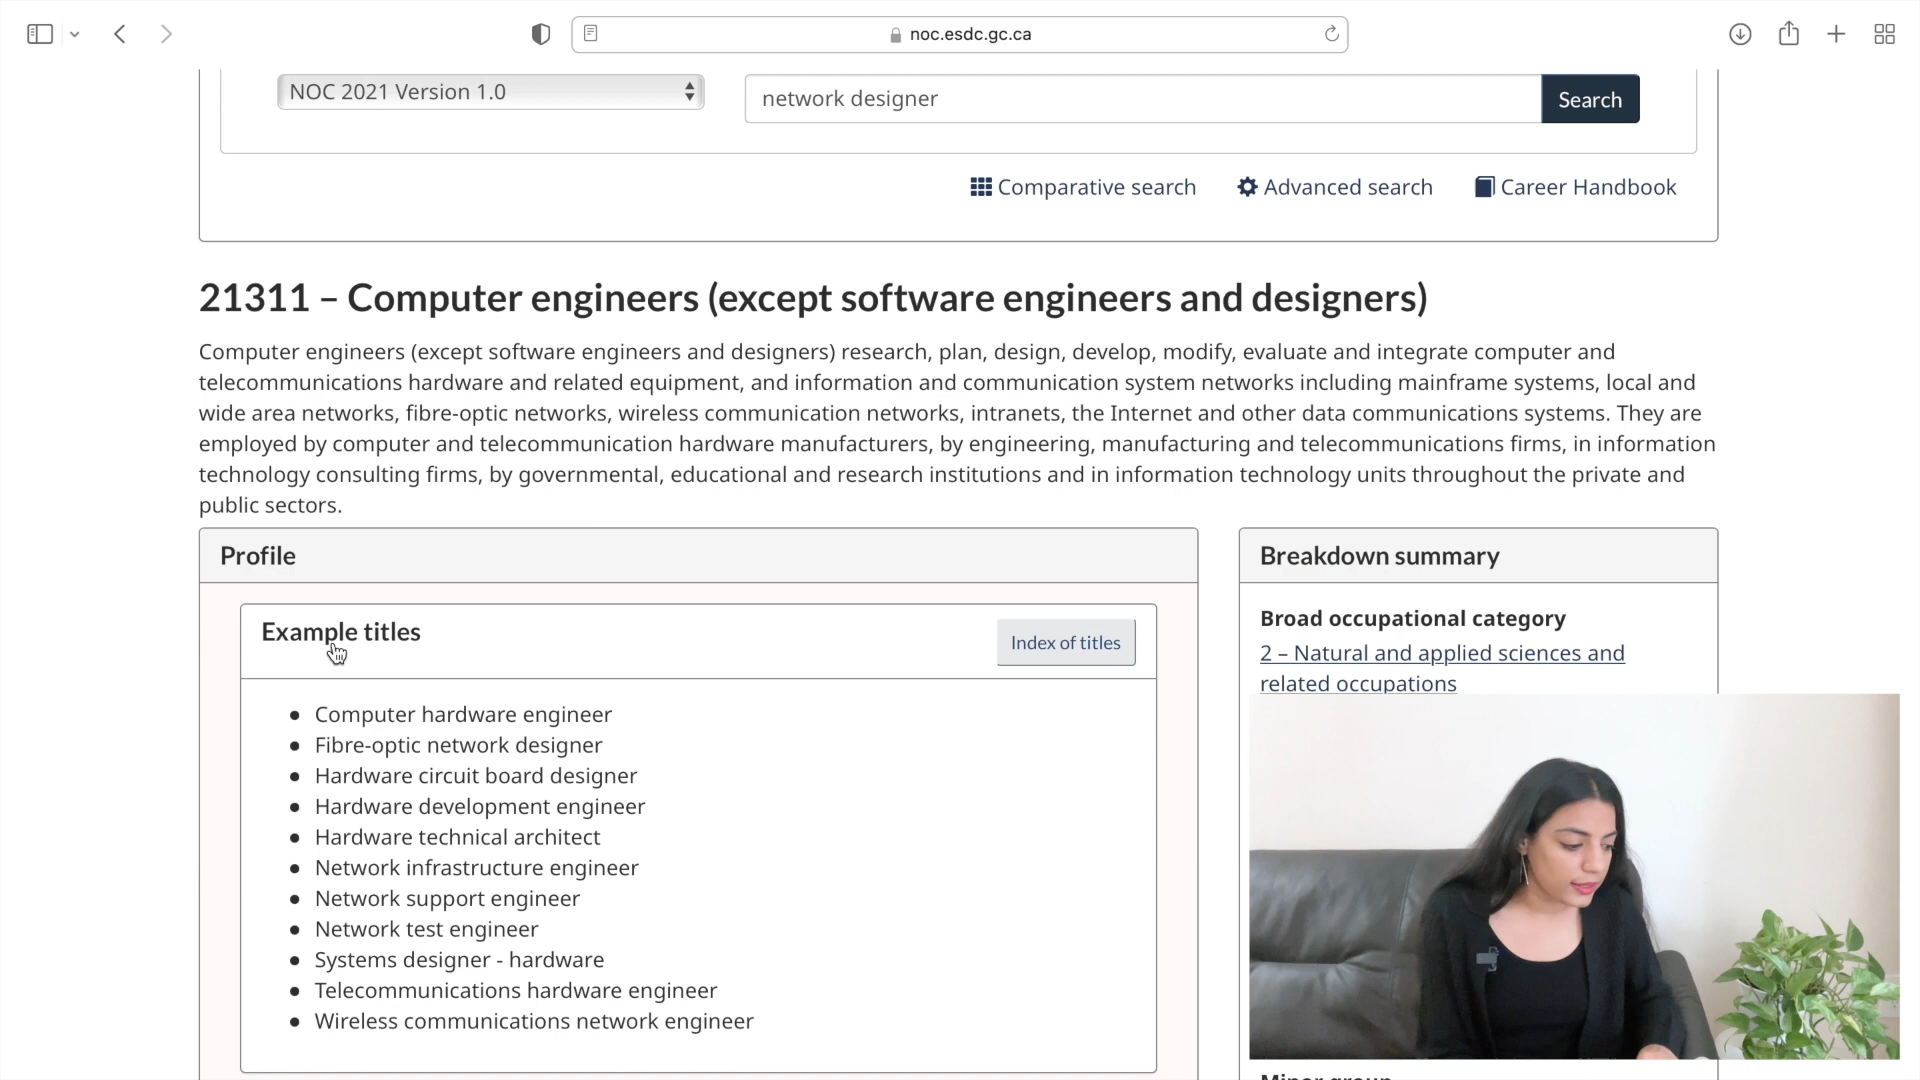 noc.esdc.gc.ca
NOC 2021 Version 1.0
network designer
Search
Comparative search
Advanced search
Career Handbook
21311 – Computer engineers (except software engineers and designers)
Computer engineers (except software engineers and designers) research, plan, design, develop, modify, evaluate and integrate computer and
telecommunications hardware and related equipment, and information and communication system networks including mainframe systems, local and
wide area networks, fibre-optic networks, wireless communication networks, intranets, the Internet and other data communications systems. They are
employed by computer and telecommunication hardware manufacturers, by engineering, manufacturing and telecommunications firms, in information
technology consulting firms, by governmental, educational and research institutions and in information technology units throughout the private and
public sectors.
Profile
Example titles
Index of titles
Computer hardware engineer
Fibre-optic network designer
Hardware circuit board designer
Hardware development engineer
Hardware technical architect
Network infrastructure engineer
Network support engineer
Network test engineer
Systems designer - hardware
Telecommunications hardware engineer
Wireless communications network engineer
Breakdown summary
Broad occupational category
2 – Natural and applied sciences and
related occupations
Minor group